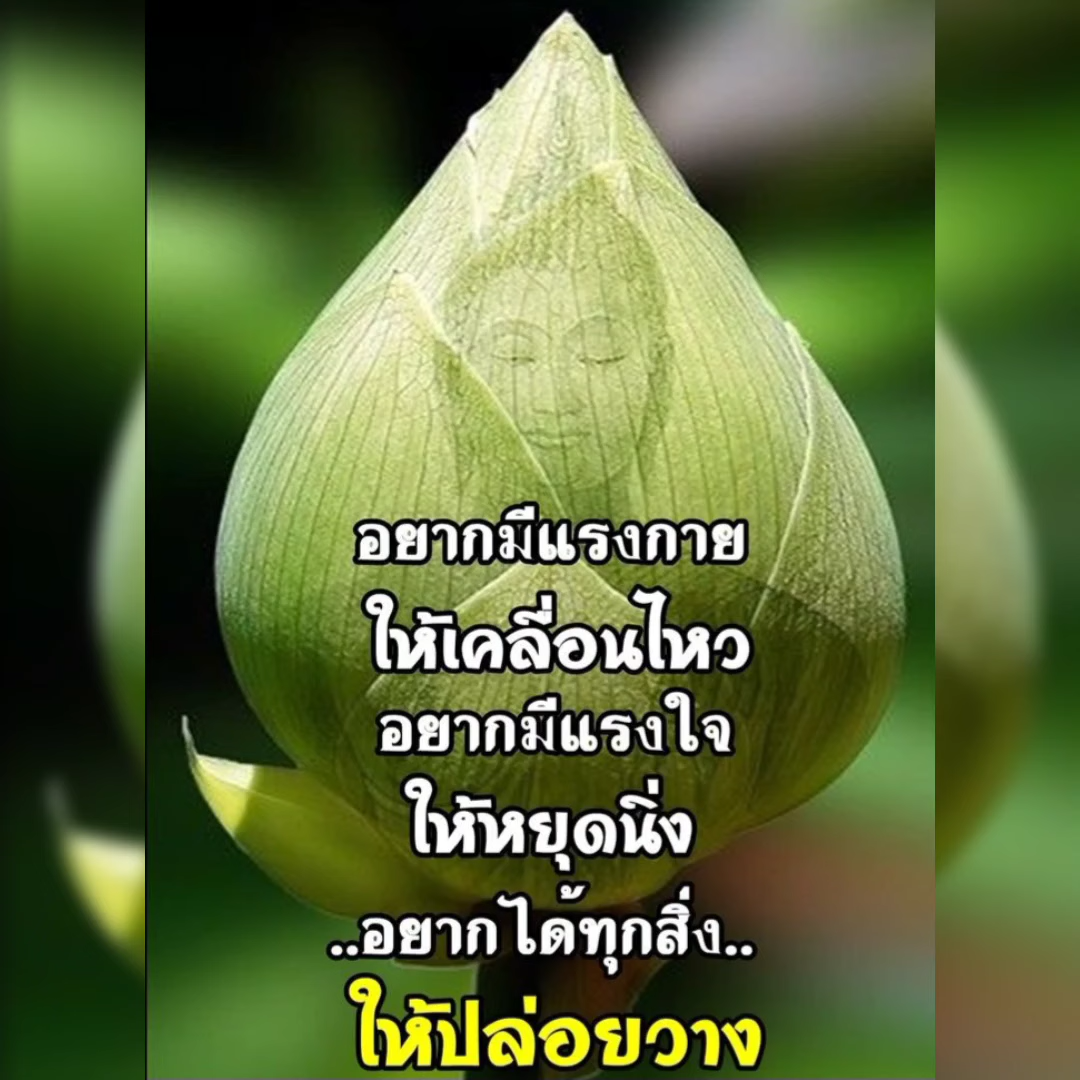 อยากมีแรงกาย
ให้เคลื่อนไหว
อยากมีแรงใจ
ให้หยุดนิ่ง
..อยากได้ทุกสิ่ง..
ให้ปล่อยวาง